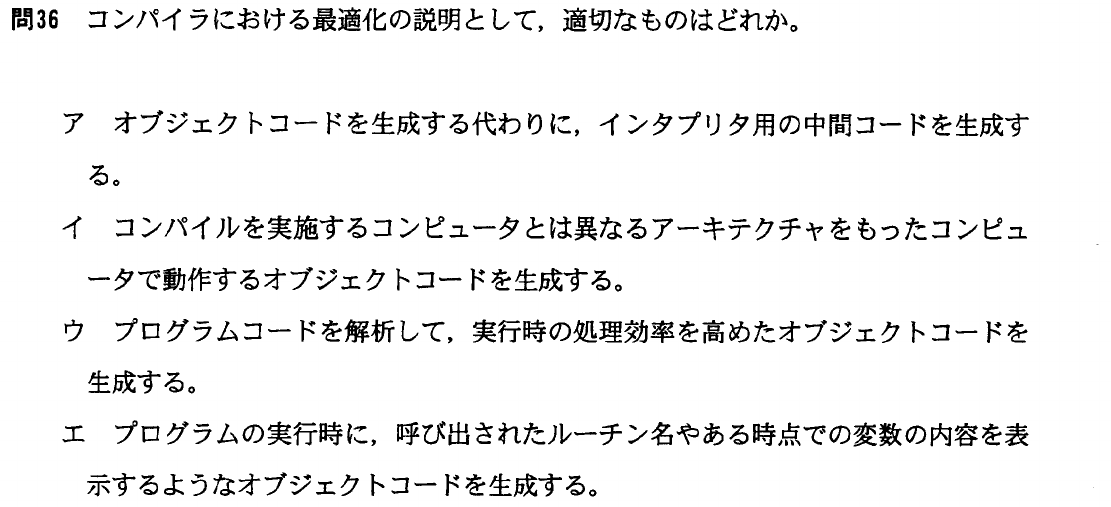 問36　コンパイラにおける最適化の説明として，適切なものはどれか。
ア　オブジェクトコードを生成する代わりに，インタプリタ用の中間コードを生成す
る。
イ　コンパイルを実施するコンピュータとは異なるアーキテクチャをもったコンピュ
ータで動作するオブジェクトコードを生成する。
ウ　プログラムコードを解析して，実行時の処理効率を高めたオブジェクトコードを
生成する。
エ　プログラムの実行時に，呼び出されたルーチン名やある時点での変数の内容を表
示するようなオブジェクトコードを生成する。